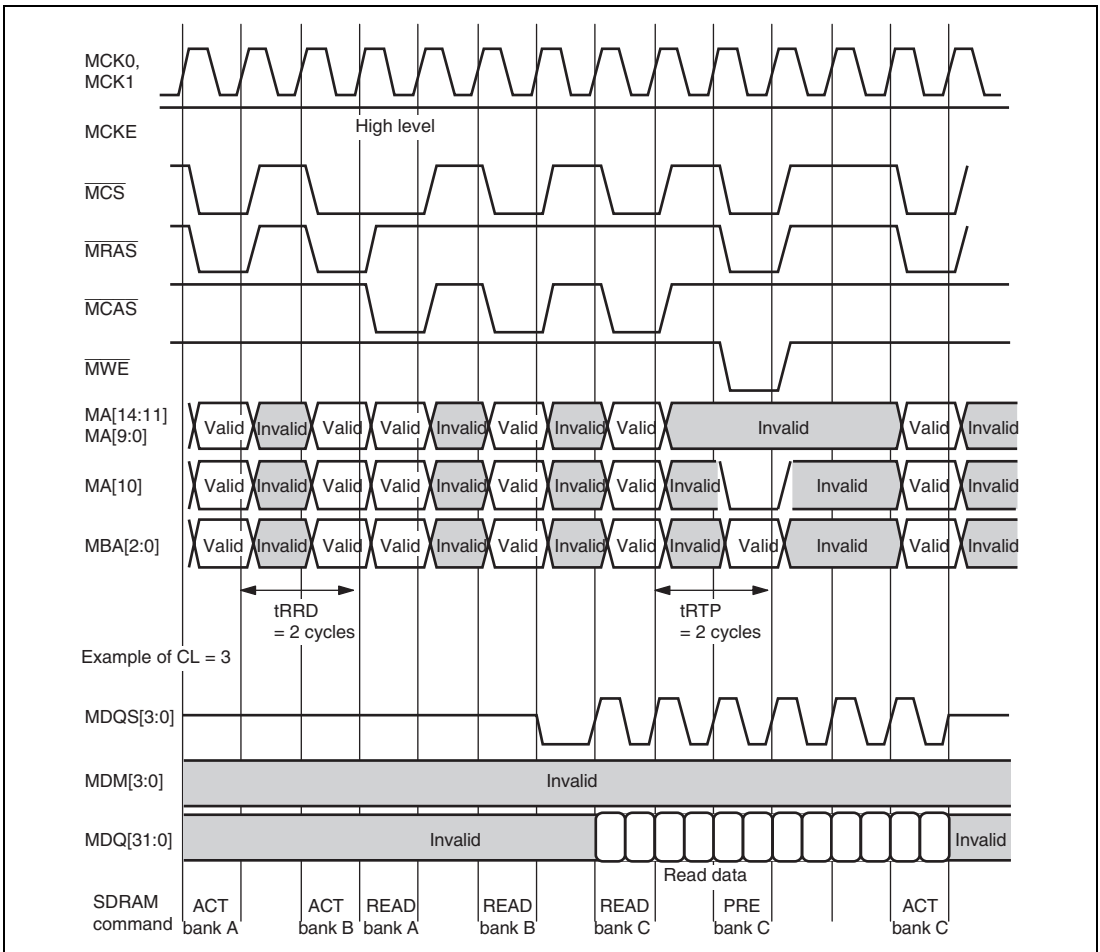 MCK0,
MCK1
MCKE
High level
MCS
MRAS
MCAS
MWE
MA[14:11]
MA[9:0]
Valid Invalid Valid Valid Invalid Valid Invalid Valid Invalid Valid Invalid
MA[10]
Valid Invalid Valid Valid Invalid Valid Invalid Valid Invalid Invalid Valid Invalid
MBA[2:0]
Valid Invalid Valid Valid Invalid Valid Invalid Valid Invalid Valid Invalid Valid Invalid
tRRD
= 2 cycles
tRTP
= 2 cycles
Example of CL = 3
MDQS[3:0]
MDM[3:0]
Invalid
MDQ[31:0]
Invalid
Invalid
Read data
SDRAM
command
ACT
bank A
ACT
bank B
READ
bank A
READ
bank B
READ
bank C
PRE
bank C
ACT
bank C